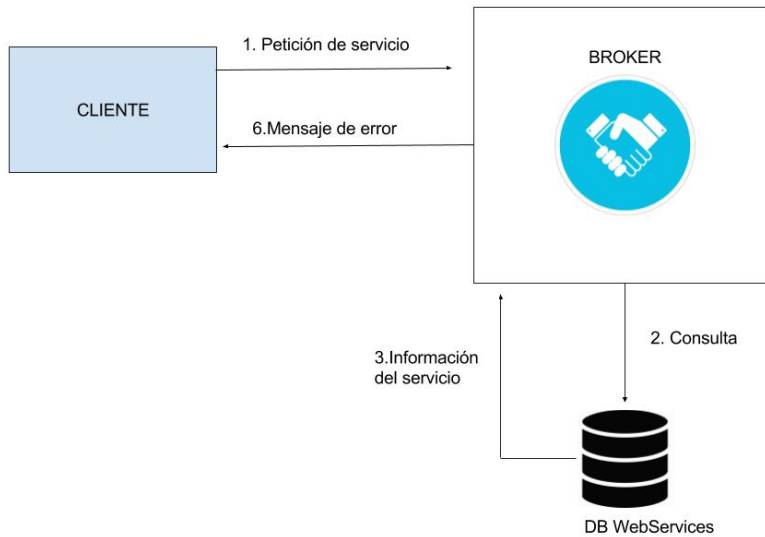 1. Petición de servicio
BROKER
CLIENTE
6.Mensaje de error
2. Consulta
3.Información
del servicio
DB WebServices